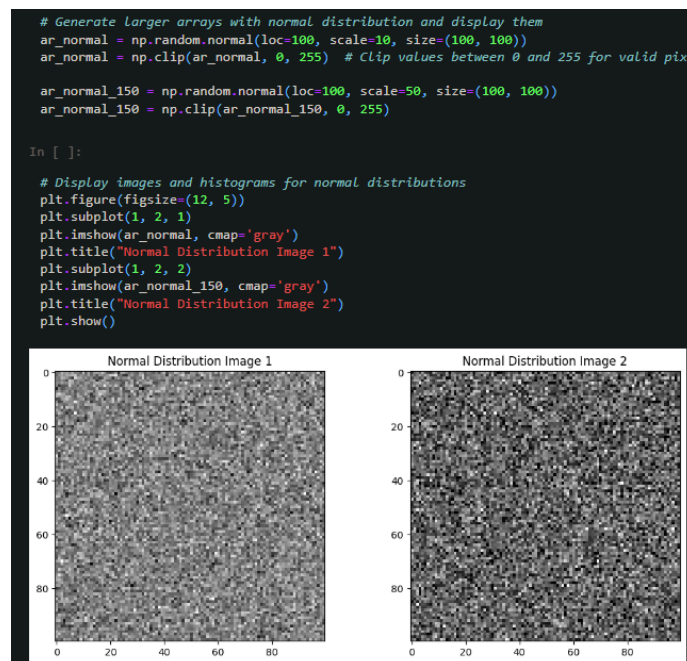 # Generate larger arrays with normal distribution and display them
ar_normal = np.random.normal(loc=100, scale=10, size=(100, 100))
ar_normal = np.clip(ar_normal, 0, 255)  # Clip values between 0 and 255 for valid pix
ar_normal_150 = np.random.normal(loc=100, scale=50, size=(100, 100))
ar_normal_150 = np.clip(ar_normal_150, 0, 255)
In [ ]:
# Display images and histograms for normal distributions
plt.figure(figsize=(12, 5))
plt.subplot(1, 2, 1)
plt.imshow(ar_normal, cmap='gray')
plt.title("Normal Distribution Image 1")
plt.subplot(1, 2, 2)
plt.imshow(ar_normal_150, cmap='gray')
plt.title("Normal Distribution Image 2")
plt.show()
Normal Distribution Image 1
0
20
40
60
80
0 20 40 60 80
Normal Distribution Image 2
0
20
40
60
80
0 20 40 60 80